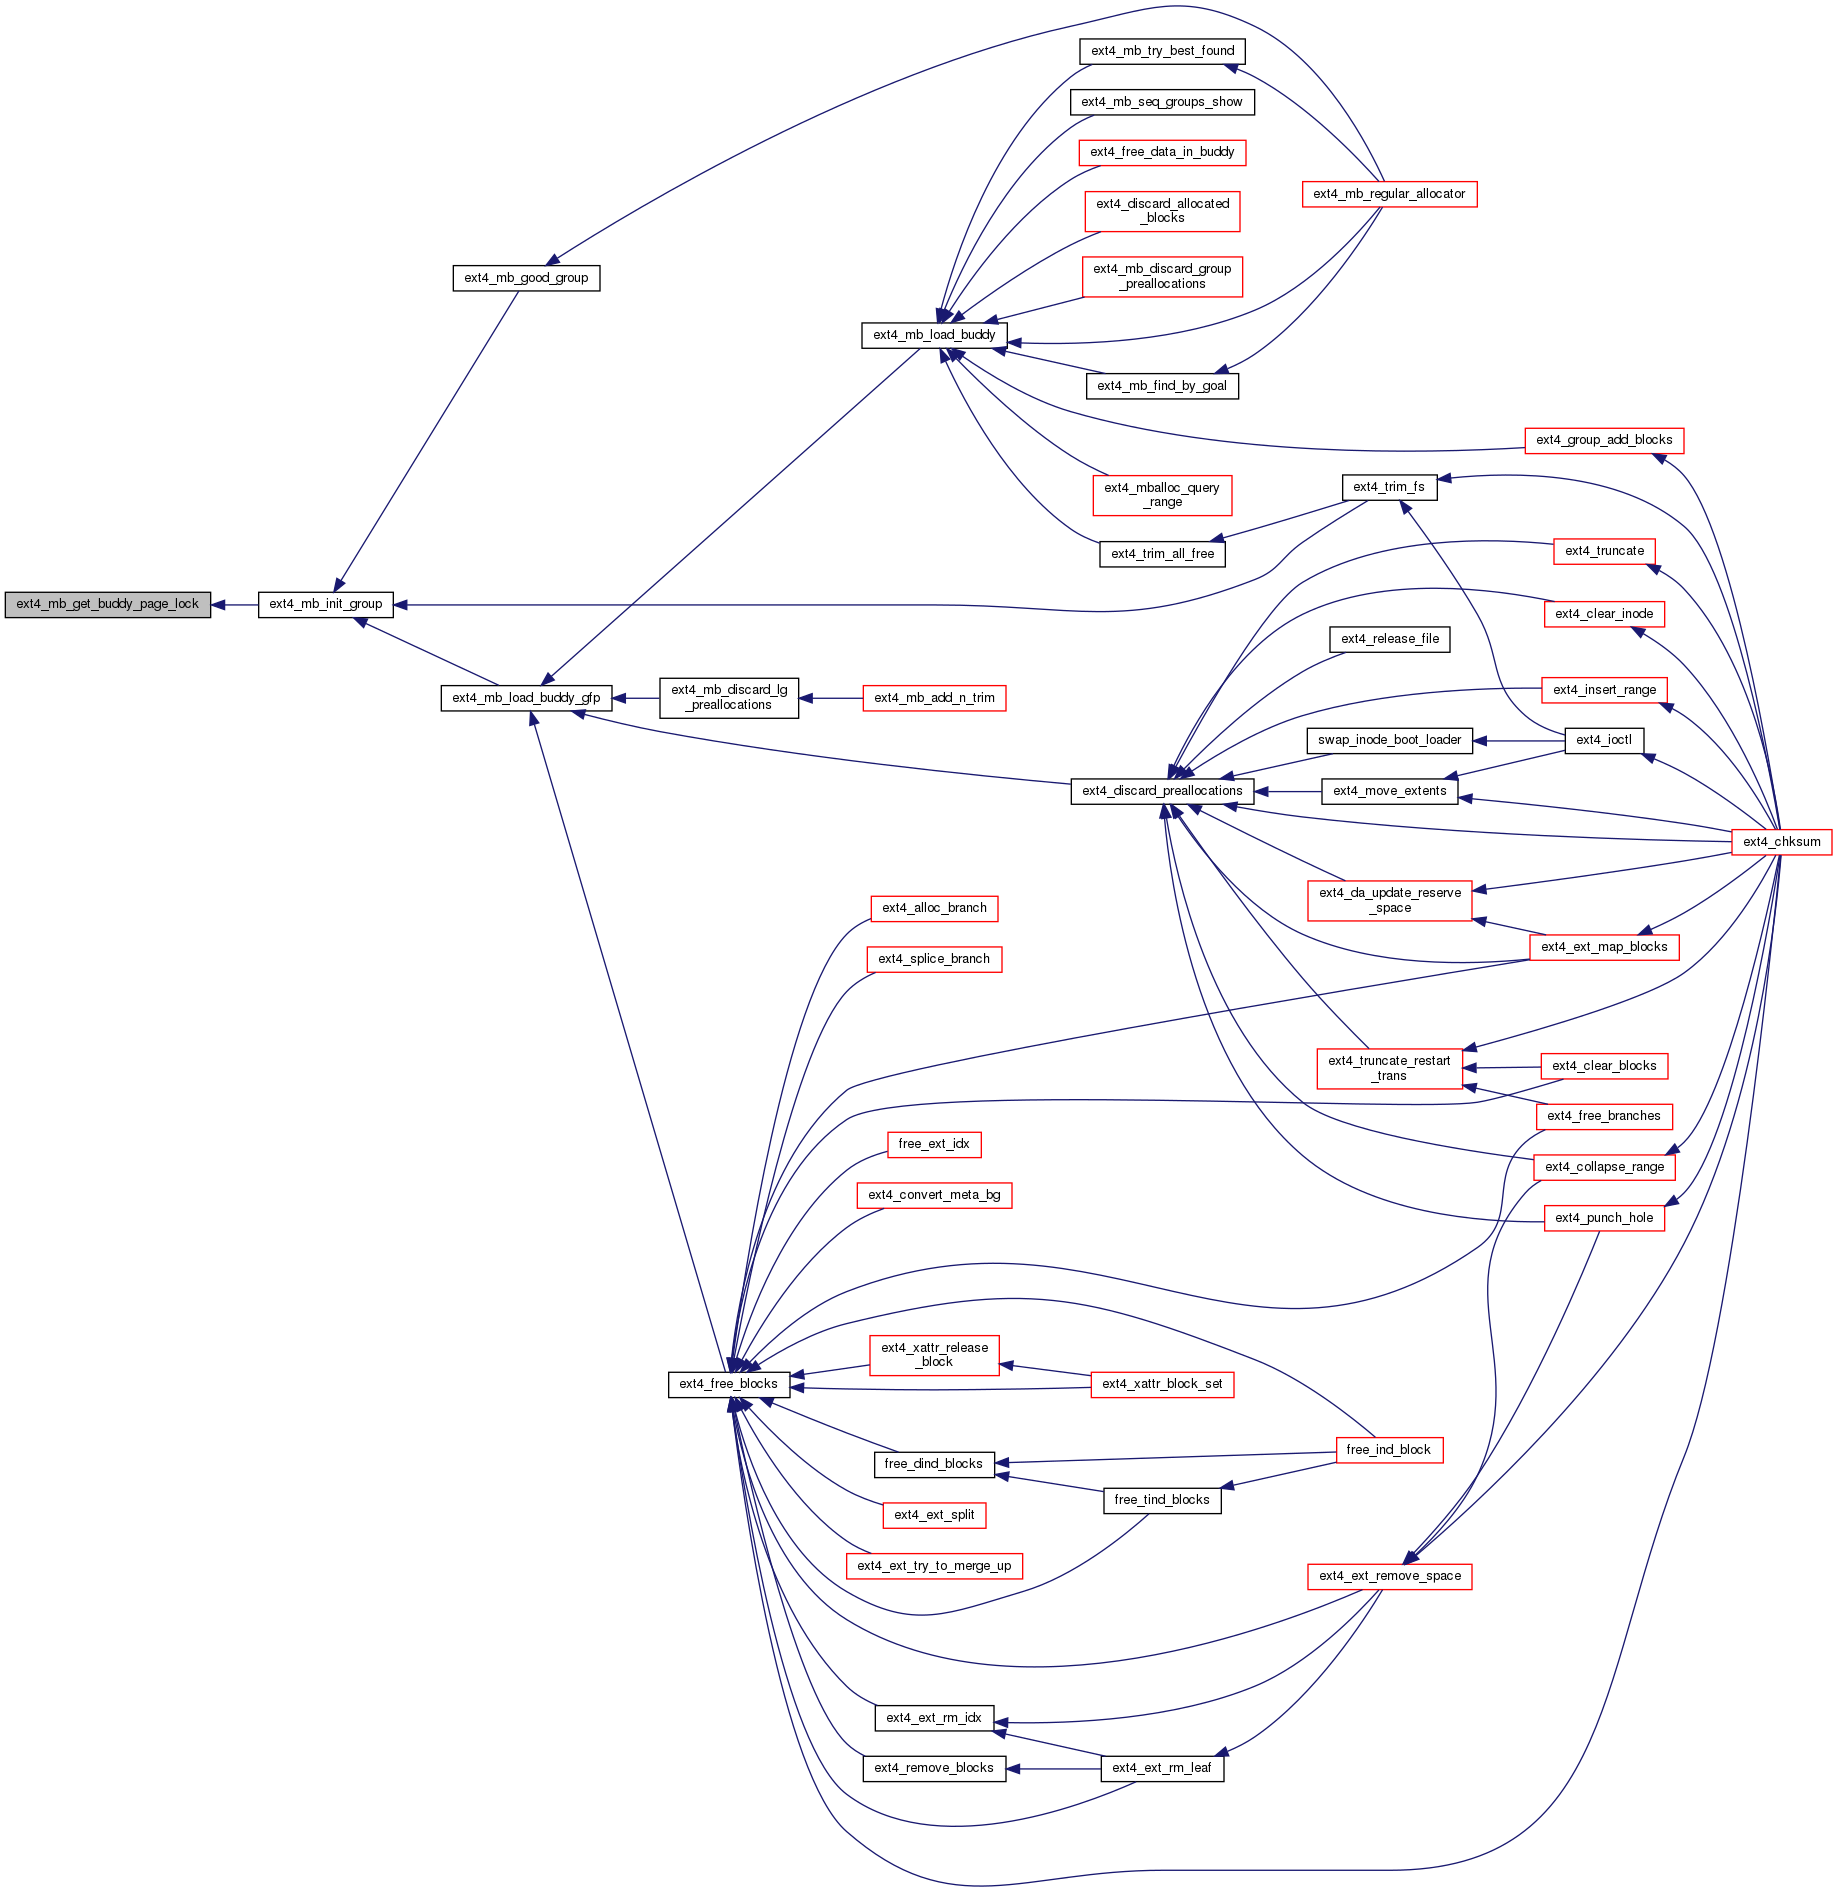 ext4_mb_try_best_found
ext4_mb_seq_groups_show
ext4_free_data_in_buddy
ext4_mb_regular_allocator
ext4_discard_allocated
_blocks
ext4_mb_discard_group
_preallocations
ext4_mb_good_group
ext4_mb_load_buddy
ext4_mb_find_by_goal
ext4_group_add_blocks
ext4_mballoc_query
_range
ext4_trim_fs
ext4_trim_all_free
ext4_truncate
ext4_mb_get_buddy_page_lock
ext4_mb_init_group
ext4_clear_inode
ext4_release_file
ext4_mb_load_buddy_gfp
ext4_mb_discard_lg
_preallocations
ext4_mb_add_n_trim
ext4_insert_range
swap_inode_boot_loader
ext4_ioctl
ext4_discard_preallocations
ext4_move_extents
ext4_chksum
ext4_da_update_reserve
_space
ext4_alloc_branch
ext4_ext_map_blocks
ext4_splice_branch
ext4_truncate_restart
_trans
ext4_clear_blocks
ext4_free_branches
free_ext_idx
ext4_collapse_range
ext4_convert_meta_bg
ext4_punch_hole
ext4_xattr_release
_block
ext4_free_blocks
ext4_xattr_block_set
free_ind_block
free_dind_blocks
free_tind_blocks
ext4_ext_split
ext4_ext_try_to_merge_up
ext4_ext_remove_space
ext4_ext_rm_idx
ext4_remove_blocks
ext4_ext_rm_leaf